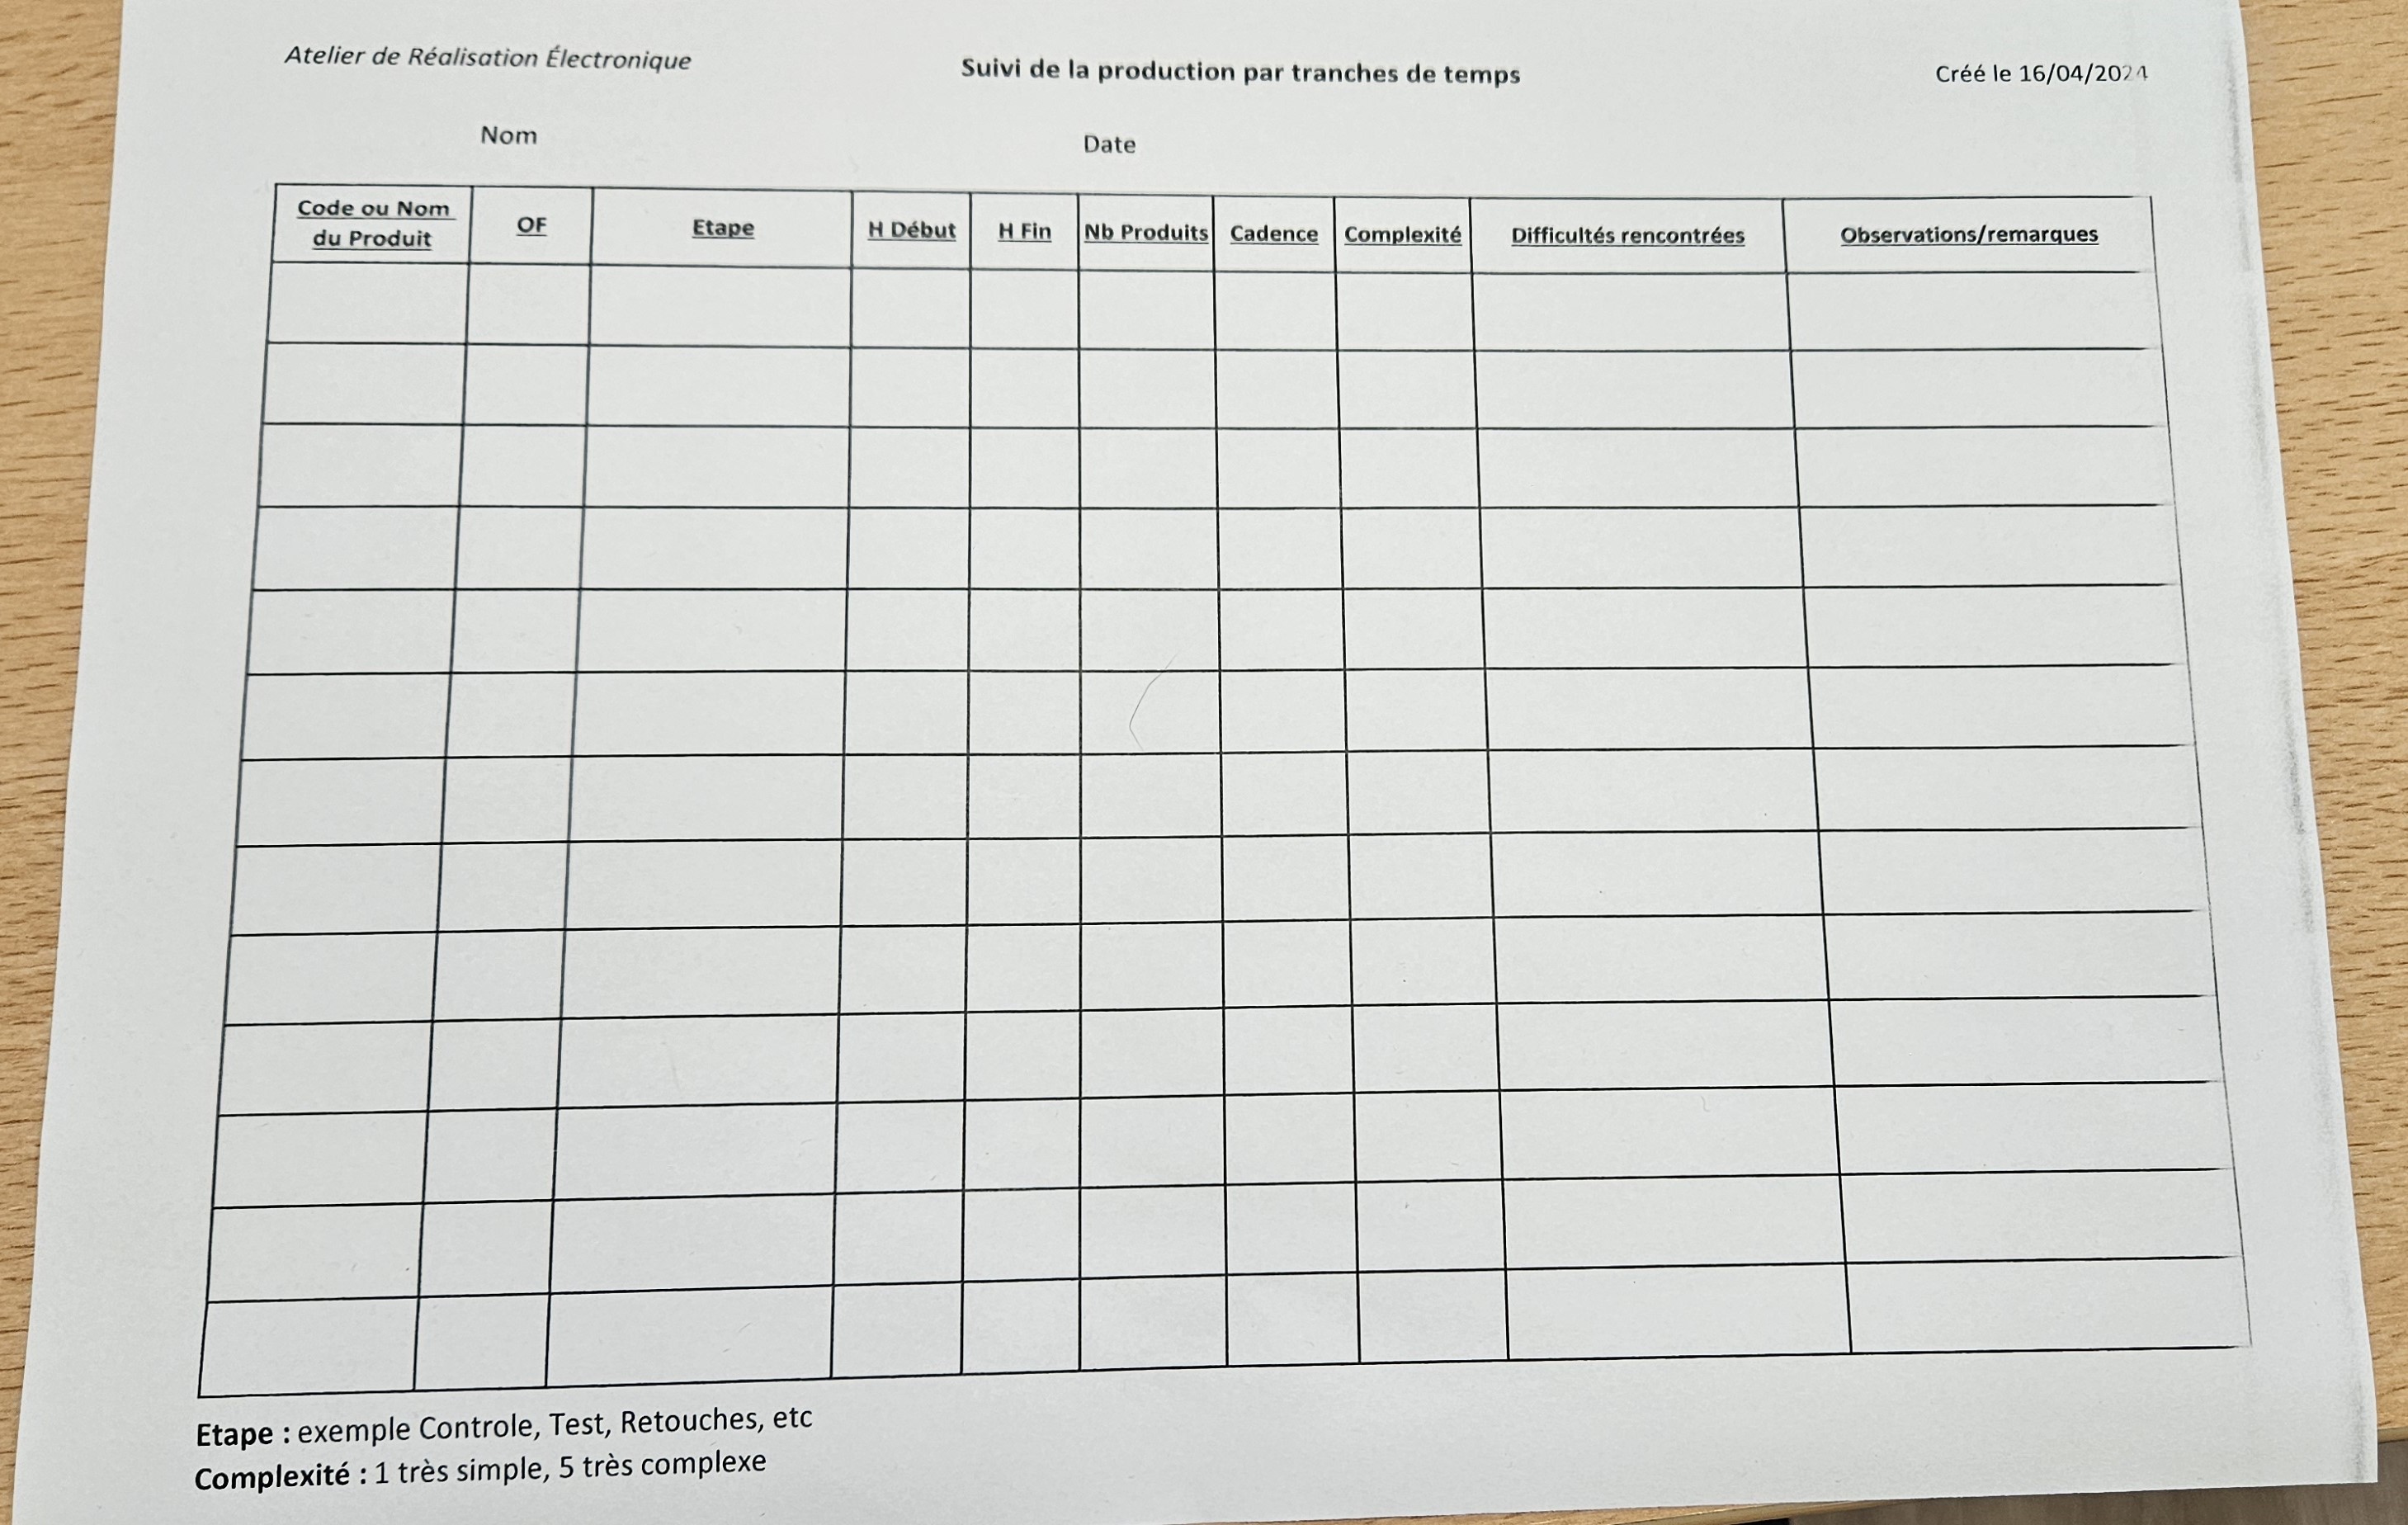 Atelier de Réalisation Électronique
Suivi de la production par tranches de temps
Créé le 16/04/2024
Nom
Date
Code ou Nom
du Produit
OF
Etape
H Début
H Fin
Nb Produits
Cadence
Complexité
Difficultés rencontrées
Observations/remarques
Etape : exemple Controle, Test, Retouches, etc
Complexité : 1 très simple, 5 très complexe